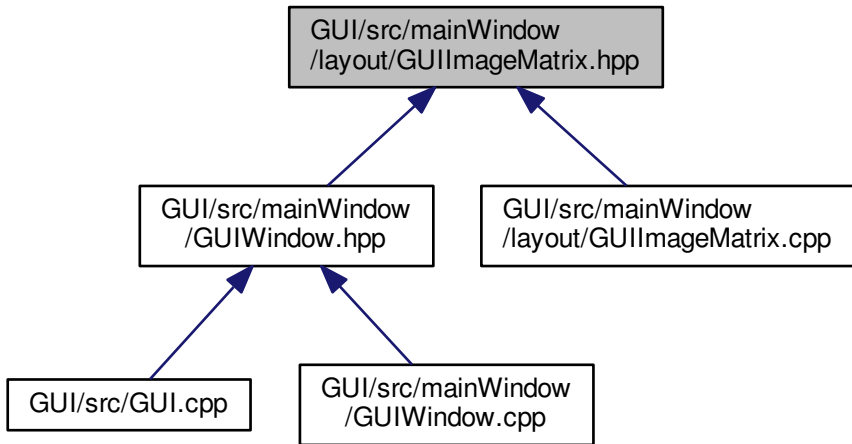 GUI/src/mainWindow
/layout/GUIImageMatrix.hpp
GUI/src/mainWindow
/GUIWindow.hpp
GUI/src/mainWindow
/layout/GUIImageMatrix.cpp
GUI/src/GUI.cpp
GUI/src/mainWindow
/GUIWindow.cpp